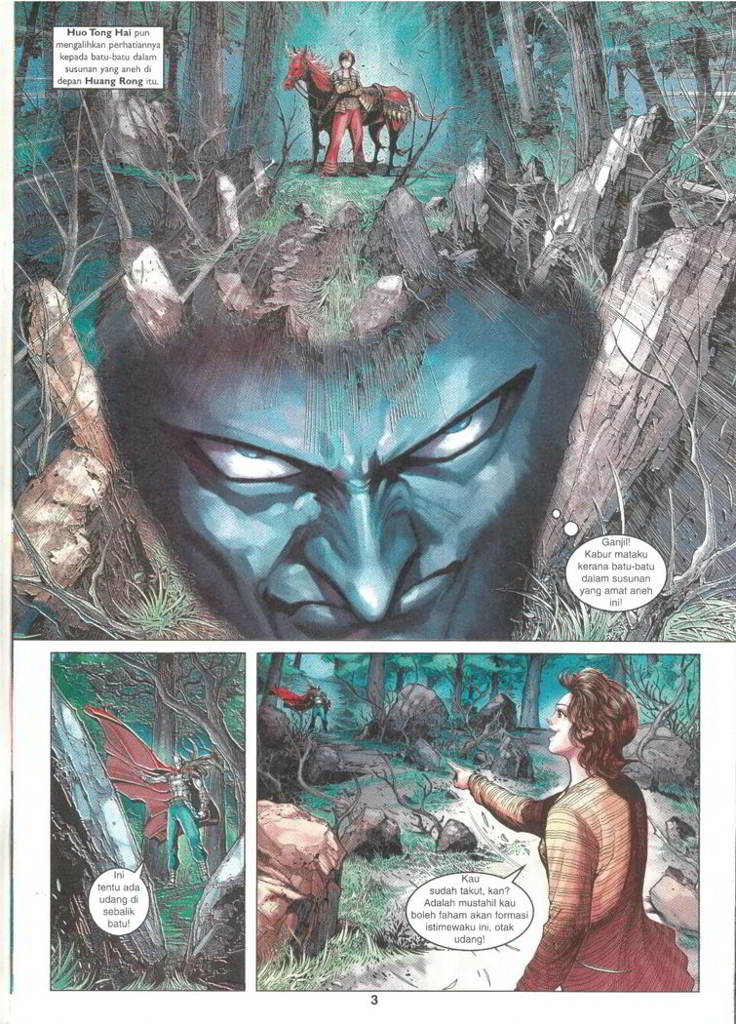 Huo Tong Hai pun
mengalihkan perhatiannya
kepada batu-batu dalam
susunan yang aneh di
depan Huang Rong itu.
Ganjil!
Kabur mataku
kerana batu-batu
dalam susunan
yang amat aneh
ini!
Ini
tentu ada
udang di
sebalik
batu!
Kau
sudah takut, kan?
Adalah mustahil kau
boleh faham akan formasi
istimewaku ini, otak
udang!
3